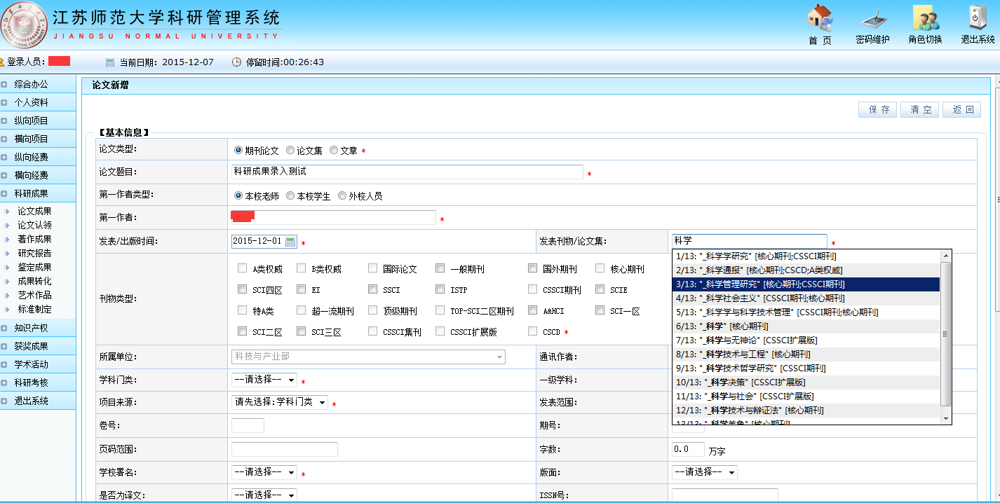 江苏师范大学科研管理系统
JIANGSU NORMAL UNIVERSITY
首 页 密码维护 角色切换 退出系统
登录人员: 当前日期: 2015-12-07 停留时间:00:26:43
综合办公
个人资料
纵向项目
横向项目
纵向经费
横向经费
科研成果
论文成果
论文认领
著作成果
研究报告
鉴定成果
成果转化
艺术作品
标准制定
知识产权
获奖成果
学术活动
科研考核
退出系统
论文新增
保 存 清 空 返 回
【基本信息】
论文类型: 期刊论文 论文集 文章 *
论文题目: 科研成果录入测试 *
第一作者类型: 本校老师 本校学生 外校人员
第一作者: *
发表/出版时间: 2015-12-01 * 发表刊物/论文集: 科学 *
刊物类型:
A类权威 B类权威 国际论文 一般期刊 国外期刊 核心期刊
SCI四区 EI SSCI ISTP CSSCI期刊 SCIE
特A类 超一流期刊 顶级期刊 TOP-SCI二区期刊 A&HCI SCI一区
SCI二区 SCI三区 CSSCI集刊 CSSCI扩展版 CSCD *
1/13: "_科学学研究" [核心期刊;CSSCI期刊]
2/13: "_科学通报" [核心期刊;CSCD;A类权威]
3/13: "_科学管理研究" [核心期刊;CSSCI期刊]
4/13: "_科学社会主义" [CSSCI期刊;核心期刊]
5/13: "_科学学与科学技术管理" [CSSCI期刊;核心期刊]
6/13: "_科学" [核心期刊]
7/13: "_科学与无神论" [CSSCI扩展版]
8/13: "_科学技术与工程" [核心期刊]
9/13: "_科学技术哲学研究" [CSSCI期刊]
10/13: "_科学决策" [CSSCI扩展版]
11/13: "_科学与社会" [CSSCI扩展版]
12/13: "_科学技术与辩证法" [核心期刊]
13/13: "_科学养鱼" [核心期刊]
所属单位: 科技与产业部 通讯作者:
学科门类: --请选择-- * 一级学科:
项目来源: 请先选择:学科门类 * 发表范围:
卷号: 期号:
页码范围: 字数: 0.0 万字
学校署名: --请选择-- * 版面: --请选择--
是否为译文: --请选择-- ISSN号: